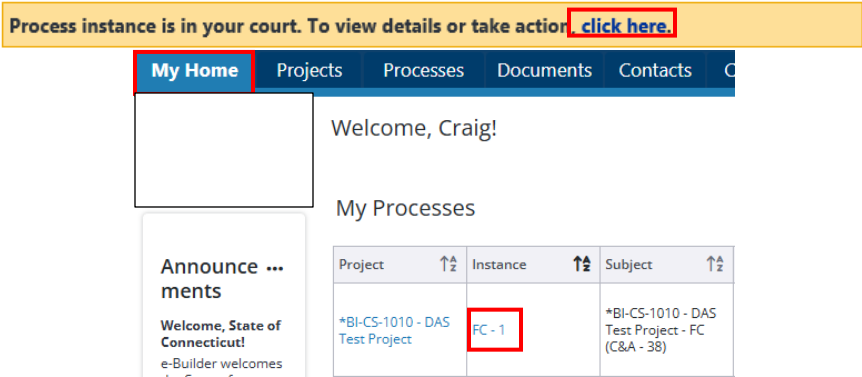 Process instance is in your court. To view details or take action, click here.
My Home Projects Processes Documents Contacts
Welcome, Craig!
My Processes
Announce ...
ments
Welcome, State of
Connecticut!
e-Builder welcomes
Project Instance Subject
*BI-CS-1010 - DAS
Test Project
FC - 1
*BI-CS-1010 - DAS
Test Project - FC
(C&A - 38)